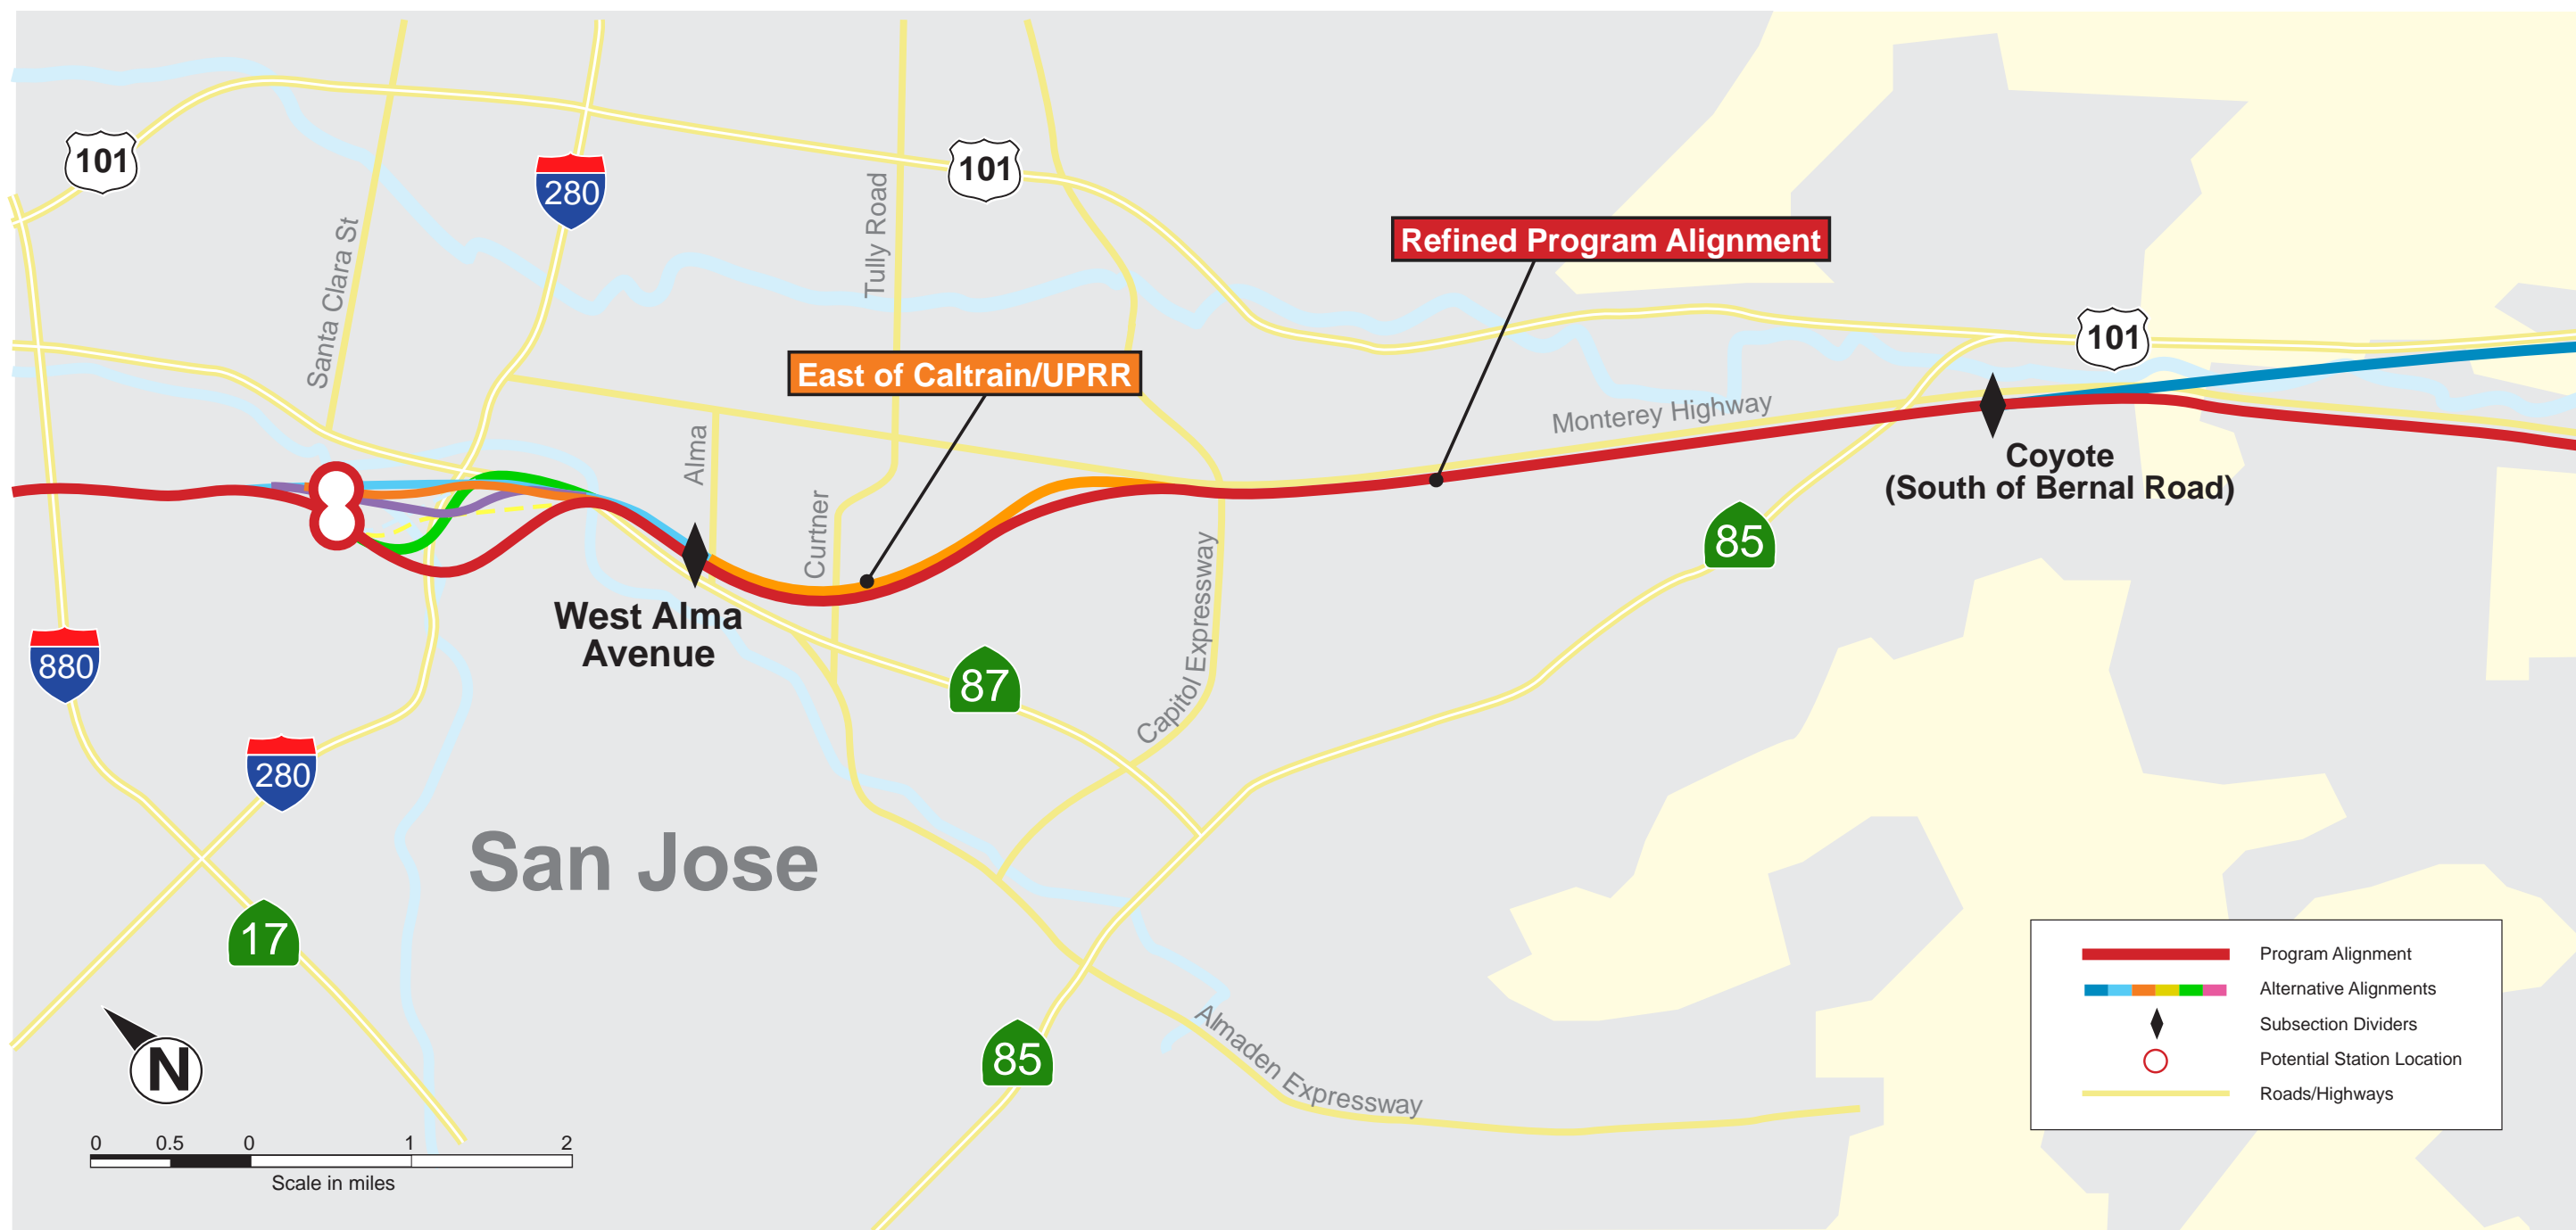 101
280
101
Santa Clara St
Tully Road
Refined Program Alignment
101
East of Caltrain/UPRR
Alma
Monterey Highway
Curtner
Coyote
(South of Bernal Road)
85
Capitol Expressway
West Alma
Avenue
880
87
280
San Jose
17
85
Almaden Expressway
N
0 0.5 0 1 2
Scale in miles
Program Alignment
Alternative Alignments
Subsection Dividers
Potential Station Location
Roads/Highways